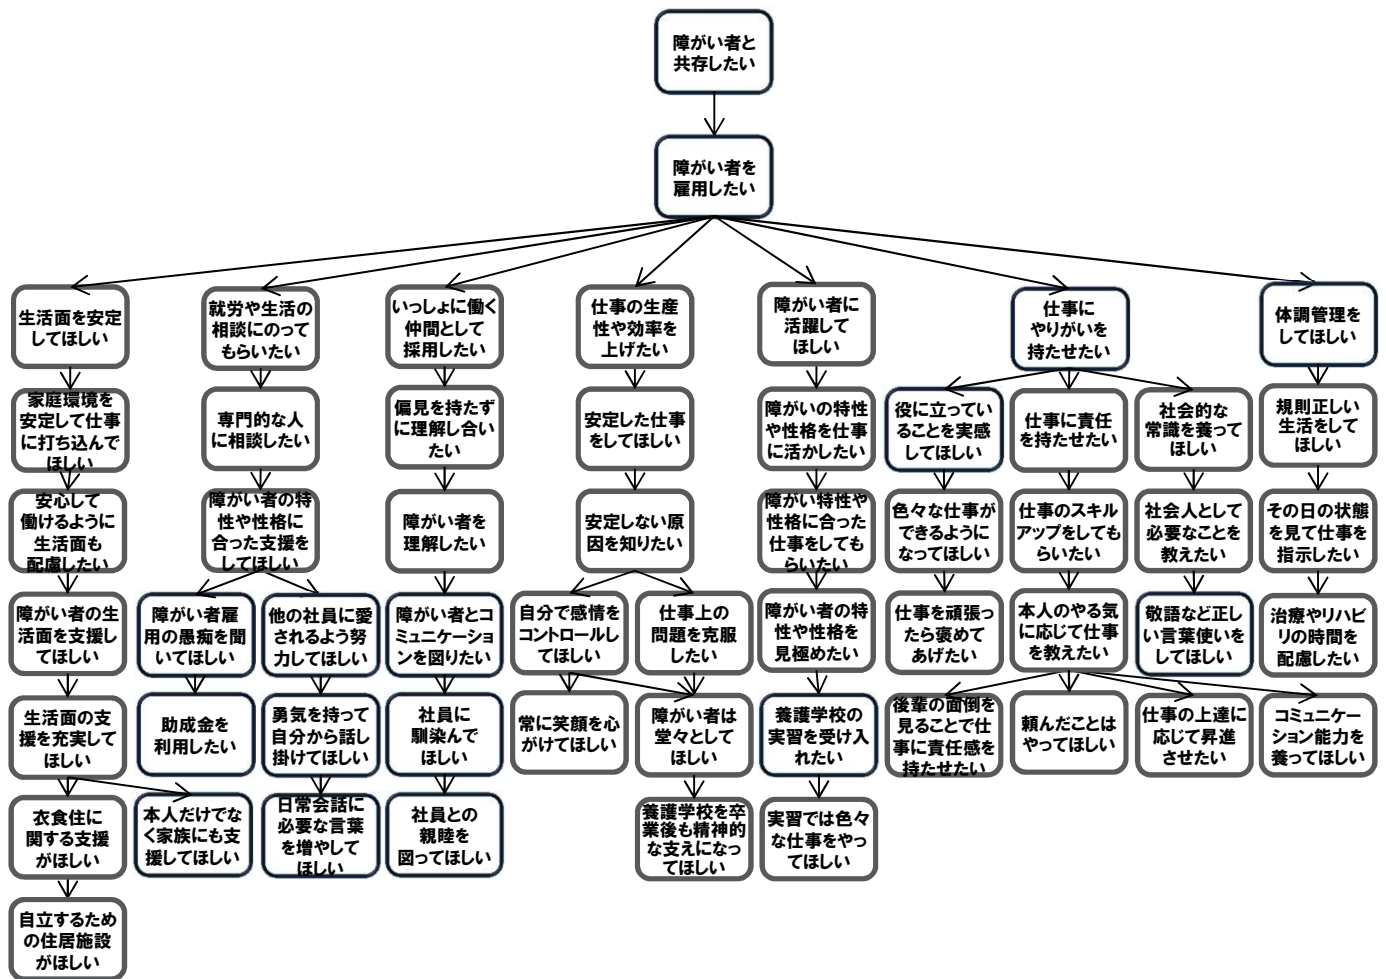 障がい者と
共存したい
障がい者を
雇用したい
生活面を安定
してほしい
就労や生活の
相談にのって
もらいたい
いっしょに働く
仲間として
採用したい
仕事の生産
性や効率を
上げたい
障がい者に
活躍して
ほしい
仕事に
やりがいを
持たせたい
体調管理を
してほしい
家庭環境を
安定して仕事
に打ち込んで
ほしい
専門的な人
に相談したい
偏見を持たず
に理解し合い
たい
安定した仕事
をしてほしい
障がいの特性
や性格を仕事
に活かしたい
役に立ってい
ることを実感
してほしい
仕事に責任
を持たせたい
社会的な
常識を養って
ほしい
規則正しい
生活をして
ほしい
安心して
働けるように
生活面も
配慮したい
障がい者の特
性や性格に
合った支援を
してほしい
障がい者を
理解したい
安定しない原
因を知りたい
障がい特性や
性格に合った
仕事をしても
らいたい
色々な仕事が
できるように
なってほしい
仕事のスキル
アップをしても
らいたい
社会人として
必要なことを
教えたい
その日の状態
を見て仕事を
指示したい
障がい者の生
活面を支援し
てほしい
障がい者雇
用の愚痴を聞
いてほしい
他の社員に愛
されるよう努
力してほしい
障がい者とコ
ミュニケーショ
ンを図りたい
自分で感情を
コントロールし
てほしい
仕事上の
問題を克服
したい
障がい者の特
性や性格を
見極めたい
仕事を頑張っ
たら褒めて
あげたい
本人のやる気
に応じて仕事
を教えたい
敬語など正し
い言葉使いを
してほしい
治療やリハビ
リの時間を
配慮したい
生活面の支
援を充実して
ほしい
助成金を
利用したい
勇気を持って
自分から話し
掛けてほしい
社員に
馴染んで
ほしい
常に笑顔を心
がけてほしい
障がい者は
堂々として
ほしい
養護学校の
実習を受け入
れたい
後輩の面倒を
見ることで仕
事に責任感を
持たせたい
頼んだことは
やってほしい
仕事の上達に
応じて昇進
させたい
コミュニケー
ション能力を
養ってほしい
衣食住に
関する支援
がほしい
本人だけでな
く家族にも支
援してほしい
日常会話に
必要な言葉
を増やして
ほしい
社員との
親睦を
図ってほしい
養護学校を卒
業後も精神的
な支えになっ
てほしい
実習では色々
な仕事をやっ
てほしい
自立するため
の住居施設
がほしい